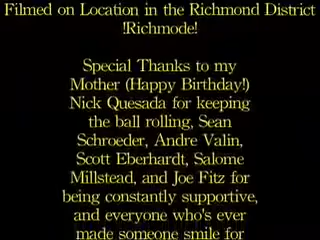 Filmed on Location in the Richmond District
!Richmode!
Special Thanks to my
Mother (Happy Birthday!)
Nick Quesada for keeping
the ball rolling, Sean
Schroeder, Andre Valin,
Scott Eberhardt, Salome
Millstead, and Joe Fitz for
being constantly supportive,
and everyone who's ever
made someone smile for